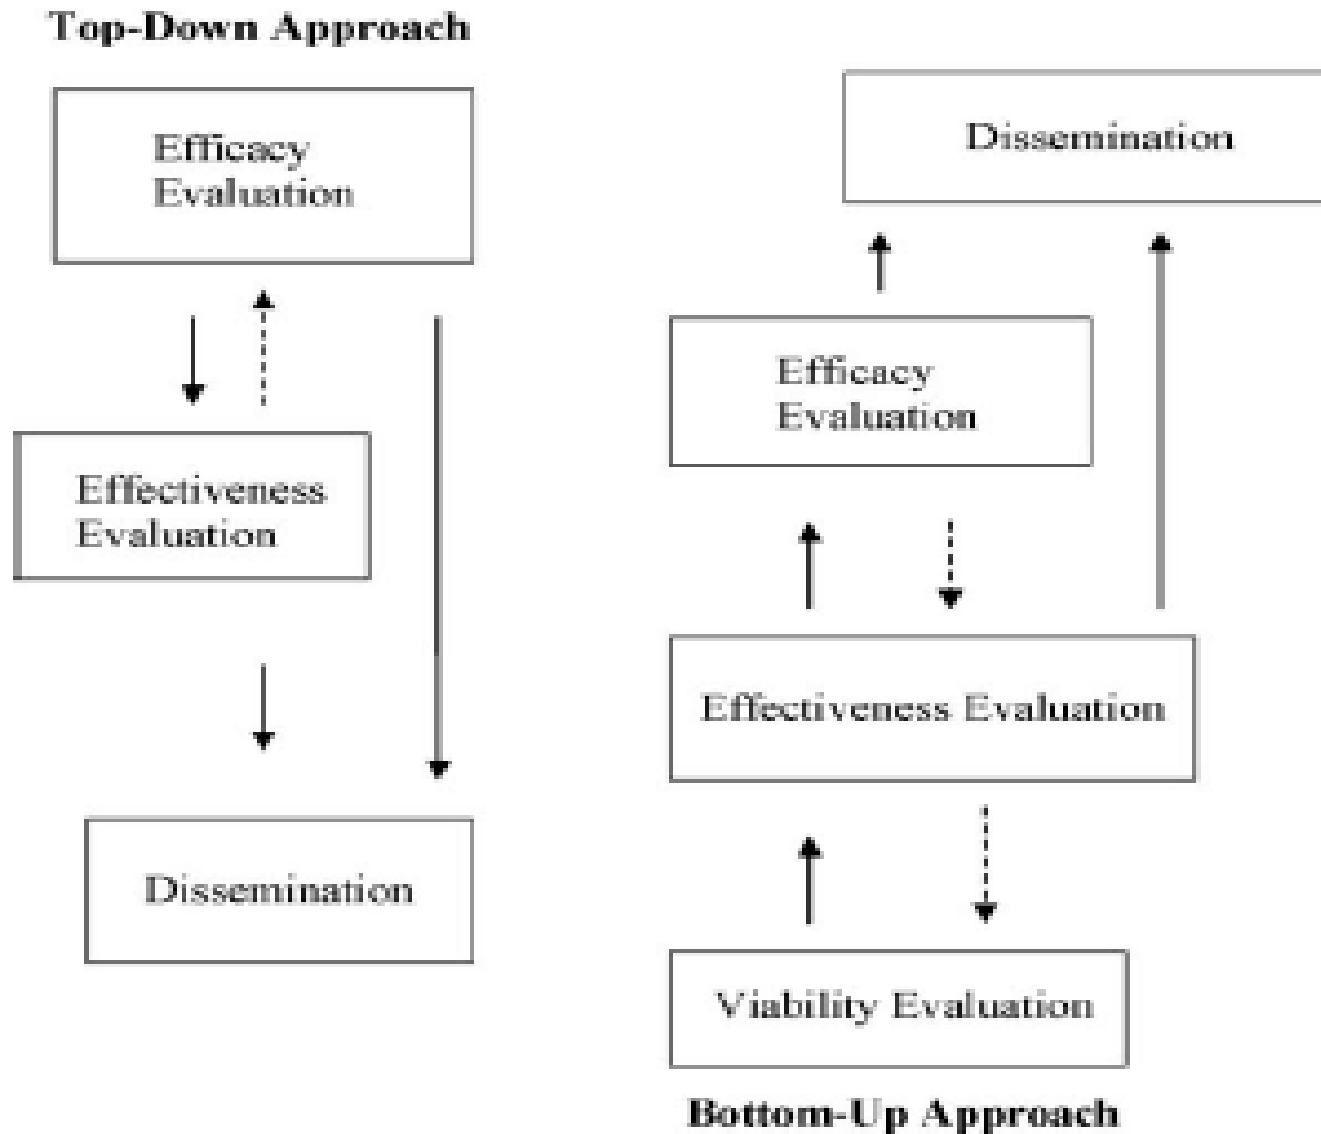 Top-Down Approach
Efficacy
Evaluation
Effectiveness
Evaluation
Dissemination
Dissemination
Efficacy
Evaluation
Effectiveness Evaluation
Viability Evaluation
Bottom-Up Approach